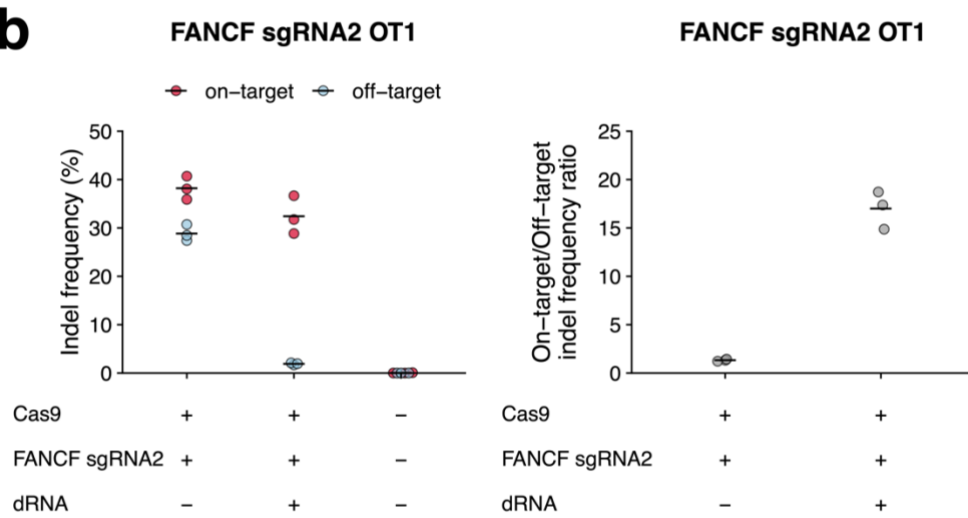 b
FANCF sgRNA2 OT1
on−target off−target
Indel frequency (%)
50
40
30
20
10
0
Cas9 + + −
FANCF sgRNA2 + + −
dRNA − + −
FANCF sgRNA2 OT1
On−target/Off−target
indel frequency ratio
25
20
15
10
5
0
Cas9 + +
FANCF sgRNA2 + +
dRNA − +